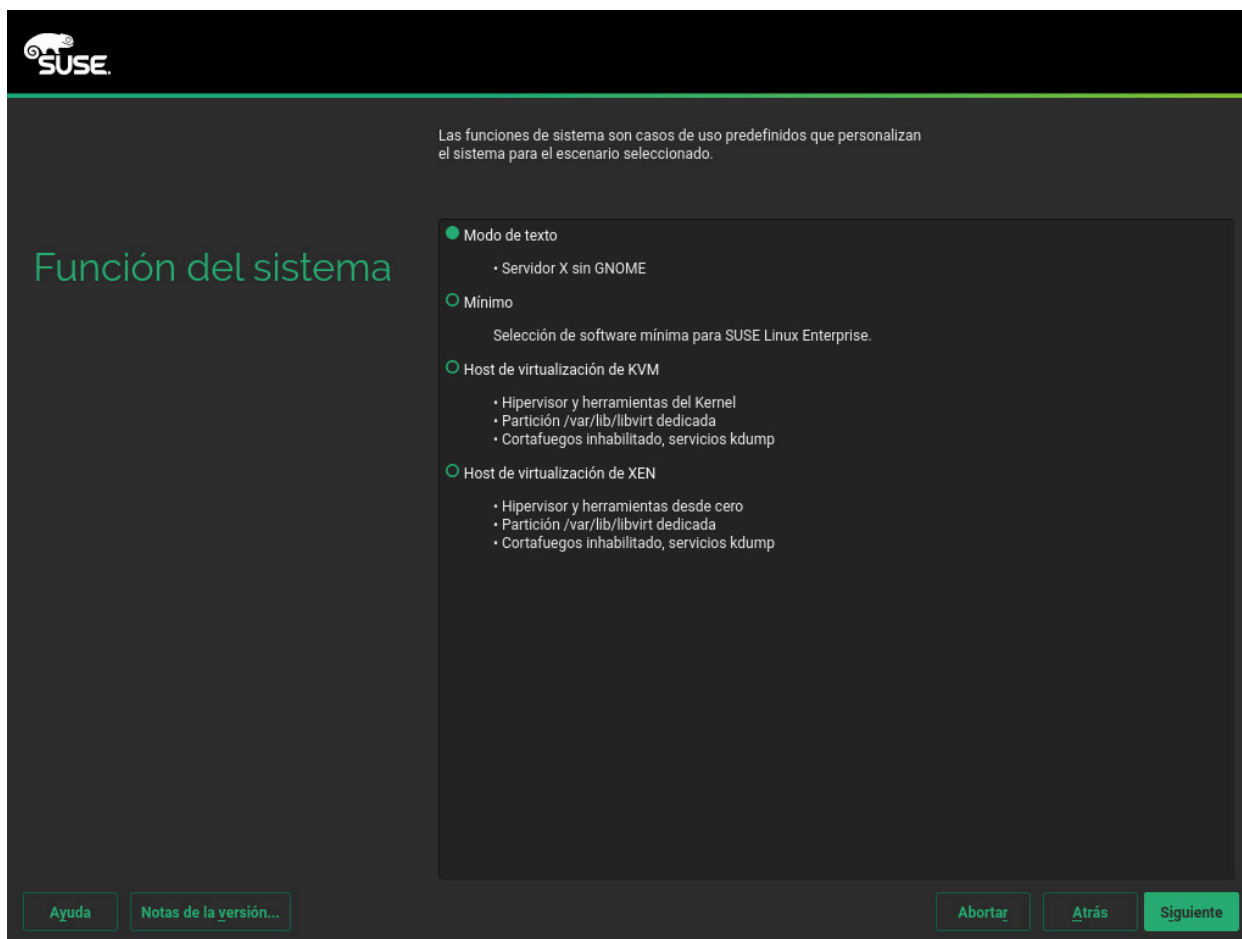 SUSE.
Las funciones de sistema son casos de uso predefinidos que personalizan
el sistema para el escenario seleccionado.
Función del sistema
Modo de texto
• Servidor X sin GNOME
Mínimo
Selección de software mínima para SUSE Linux Enterprise.
Host de virtualización de KVM
• Hipervisor y herramientas del Kernel
• Partición /var/lib/libvirt dedicada
• Cortafuegos inhabilitado, servicios kdump
Host de virtualización de XEN
• Hipervisor y herramientas desde cero
• Partición /var/lib/libvirt dedicada
• Cortafuegos inhabilitado, servicios kdump
Ayuda
Notas de la versión...
Abortar
Atrás
Siguiente